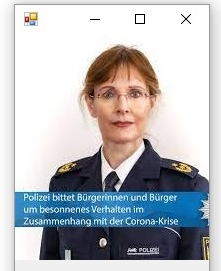 Polizei bittet Bürgerinnen und Bürger
um besonnenes Verhalten im
Zusammenhang mit der Corona-Krise
POLIZEI